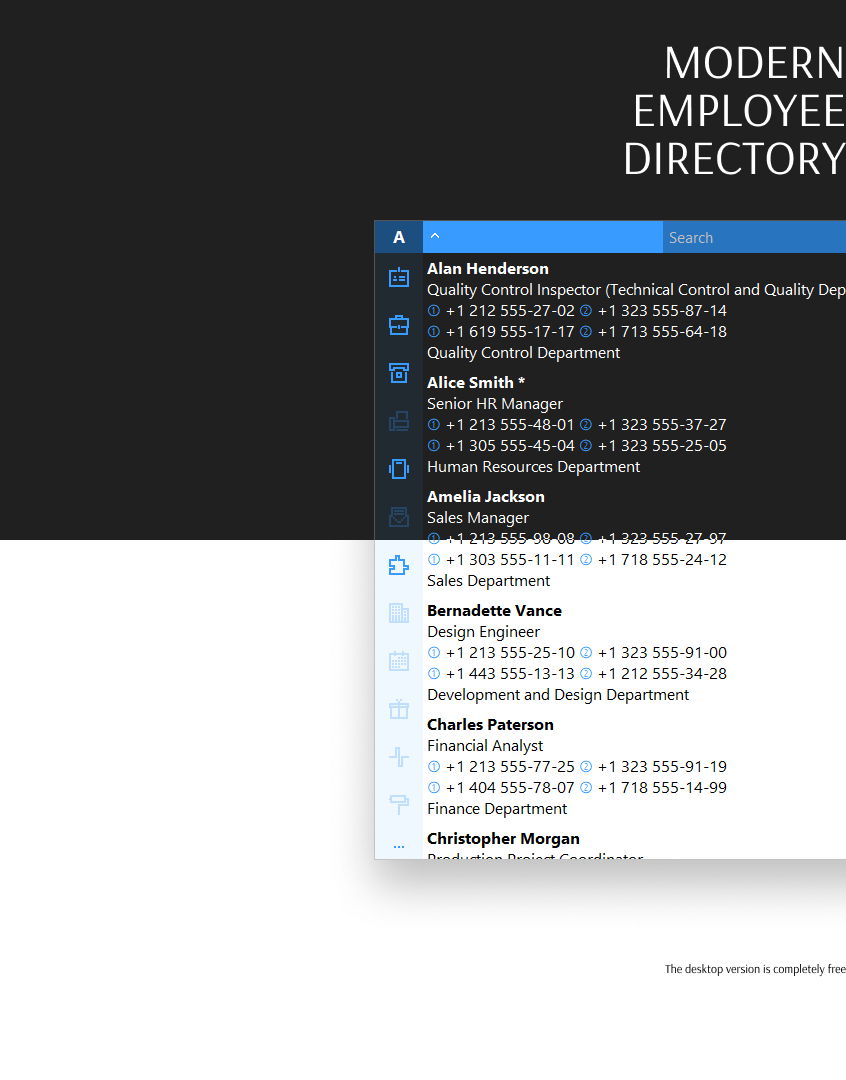 MODERN
EMPLOYEE
DIRECTORY
A
Search
Alan Henderson
Quality Control Inspector (Technical Control and Quality Dep
① +1 212 555-27-02 ② +1 323 555-87-14
① +1 619 555-17-17 ② +1 713 555-64-18
Quality Control Department
Alice Smith *
Senior HR Manager
① +1 213 555-48-01 ② +1 323 555-37-27
① +1 305 555-45-04 ② +1 323 555-25-05
Human Resources Department
Amelia Jackson
Sales Manager
① +1 213 555-98-08 ② +1 323 555-27-97
① +1 303 555-11-11 ② +1 718 555-24-12
Sales Department
Bernadette Vance
Design Engineer
① +1 213 555-25-10 ② +1 323 555-91-00
① +1 443 555-13-13 ② +1 212 555-34-28
Development and Design Department
Charles Paterson
Financial Analyst
① +1 213 555-77-25 ② +1 323 555-91-19
① +1 404 555-78-07 ② +1 718 555-14-99
Finance Department
Christopher Morgan
Production Project Coordinator
...
The desktop version is completely free